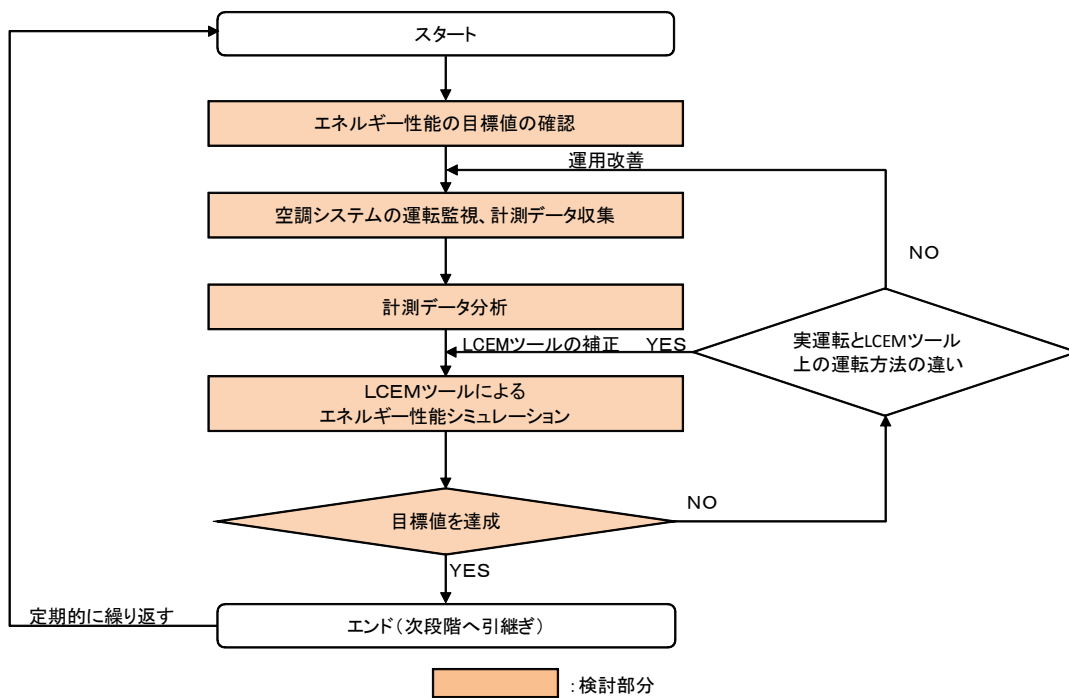 スタート
エネルギー性能の目標値の確認
運用改善
空調システムの運転監視、計測データ収集
NO
計測データ分析
LCEMツールの補正 YES
実運転とLCEMツール
上の運転方法の違い
LCEMツールによる
エネルギー性能シミュレーション
目標値を達成
NO
YES
定期的に繰り返す
エンド(次段階へ引継ぎ)
:検討部分